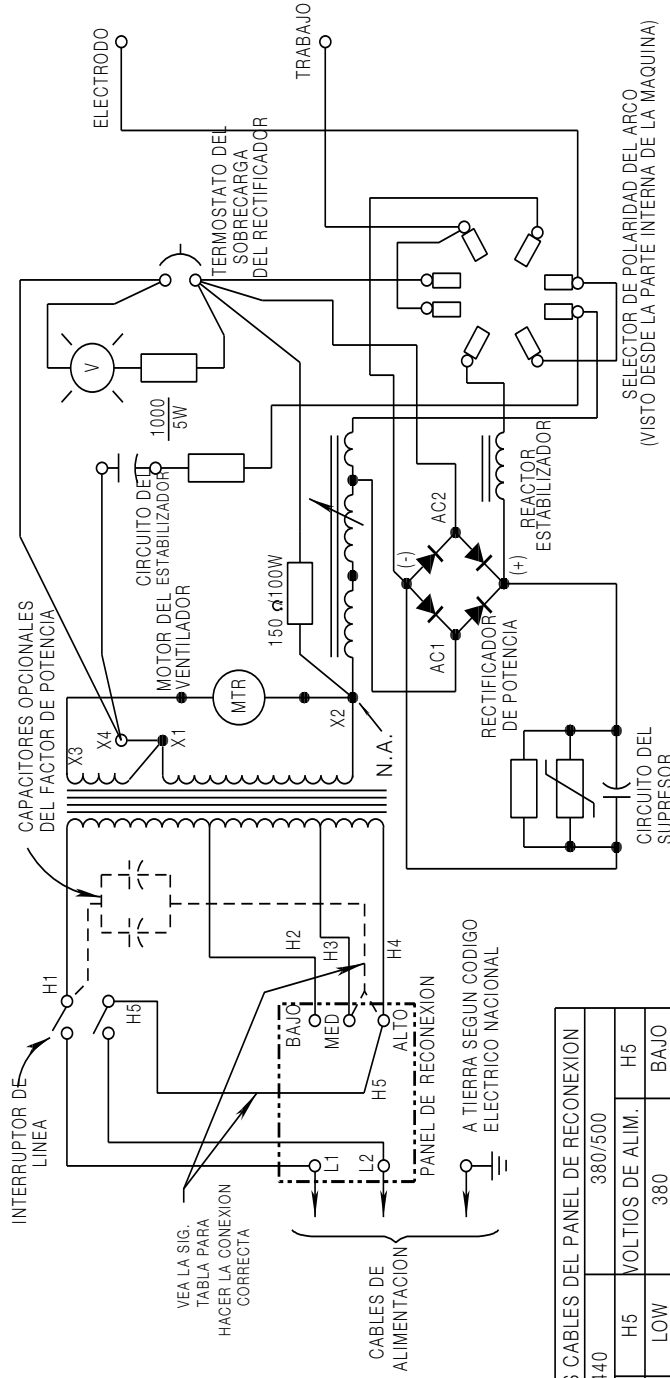 ELECTRODO
TRABAJO
TERMOSTATO DEL
SOBRECARGA
DEL RECTIFICADOR
V
1000
5W
SELECTOR DE POLARIDAD DEL ARCO
(VISTO DESDE LA PARTE INTERNA DE LA MAQUINA)
CAPACITORES OPCIONALES
DEL FACTOR DE POTENCIA
CIRCUITO DEL
ESTABILIZADOR
MOTOR DEL
VENTILADOR
MTR
150 Ω/100W
REACTOR
ESTABILIZADOR
AC2
(-)
(+)
AC1
RECTIFICADOR
DE POTENCIA
X3
X4
X1
X2
N.A.
CIRCUITO DEL
SUPRESOR
INTERRUPTOR DE
LINEA
H1
H5
H2
H3
H4
BAJO
MED
ALTO
H5
L1
L2
PANEL DE RECONEXION
A TIERRA SEGUN CODIGO
ELECTRICO NACIONAL
VEA LA SIG.
TABLA PARA
HACER LA CONEXION
CORRECTA
CABLES DE
ALIMENTACION
CABLES DEL PANEL DE RECONEXION
380/500
H5 VOLTIOS DE ALIM. H5
LOW 380 BAJO